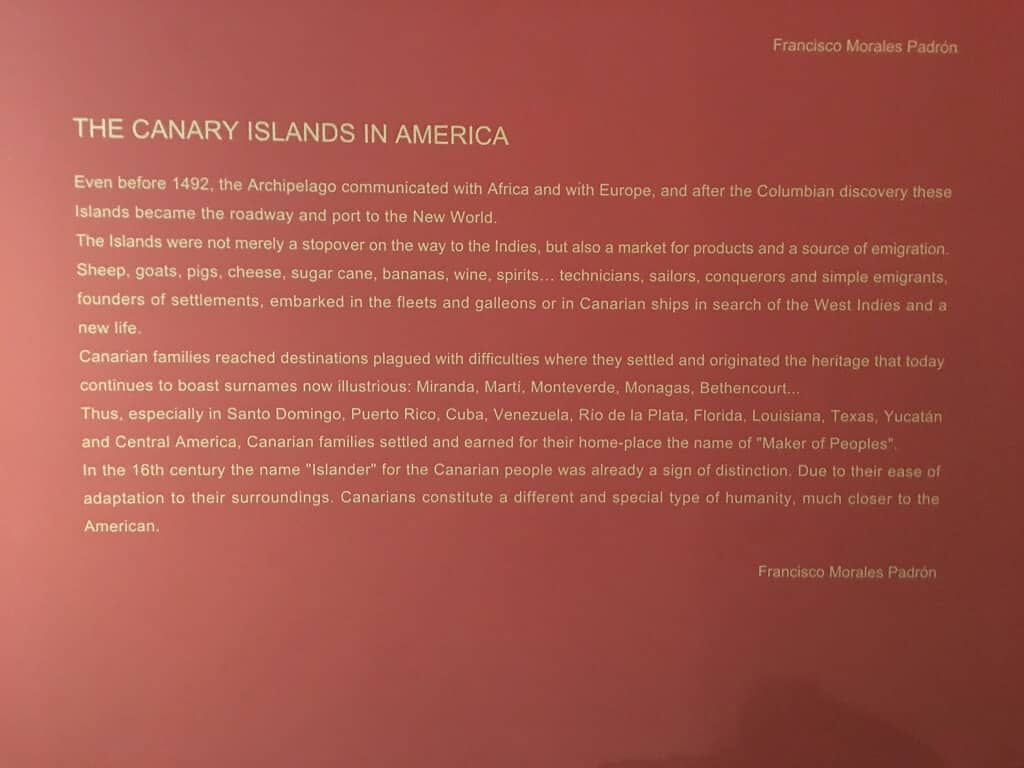 Francisco Morales Padrón
THE CANARY ISLANDS IN AMERICA
Even before 1492, the Archipelago communicated with Africa and with Europe, and after the Columbian discovery these
Islands became the roadway and port to the New World.
The Islands were not merely a stopover on the way to the Indies, but also a market for products and a source of emigration.
Sheep, goats, pigs, cheese, sugar cane, bananas, wine, spirits... technicians, sailors, conquerors and simple emigrants,
founders of settlements, embarked in the fleets and galleons or in Canarian ships in search of the West Indies and a
new life.
Canarian families reached destinations plagued with difficulties where they settled and originated the heritage that today
continues to boast surnames now illustrious: Miranda, Martí, Monteverde, Monagas, Bethencourt...
Thus, especially in Santo Domingo, Puerto Rico, Cuba, Venezuela, Río de la Plata, Florida, Louisiana, Texas, Yucatán
and Central America, Canarian families settled and earned for their home-place the name of "Maker of Peoples".
In the 16th century the name "Islander" for the Canarian people was already a sign of distinction. Due to their ease of
adaptation to their surroundings. Canarians constitute a different and special type of humanity, much closer to the
American.
Francisco Morales Padrón